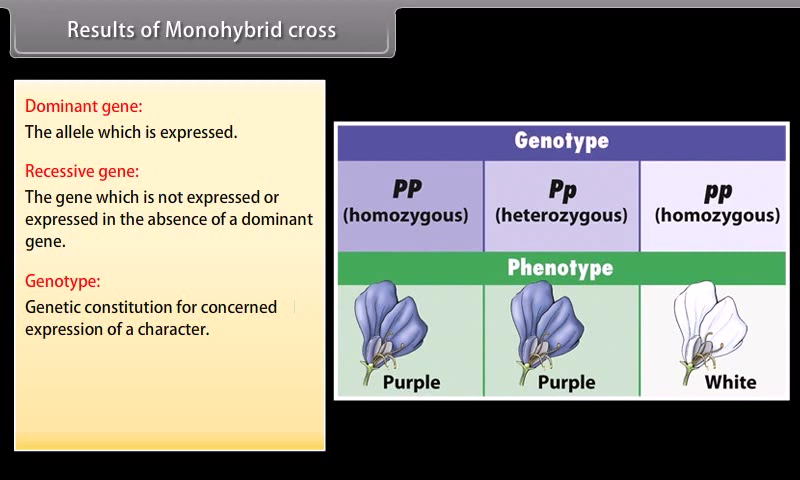 Results of Monohybrid cross
Dominant gene:
The allele which is expressed.
Recessive gene:
The gene which is not expressed or
expressed in the absence of a dominant
gene.
Genotype:
Genetic constitution for concerned
expression of a character.
Genotype
PP Pp pp
(homozygous) (heterozygous) (homozygous)
Phenotype
Purple Purple White